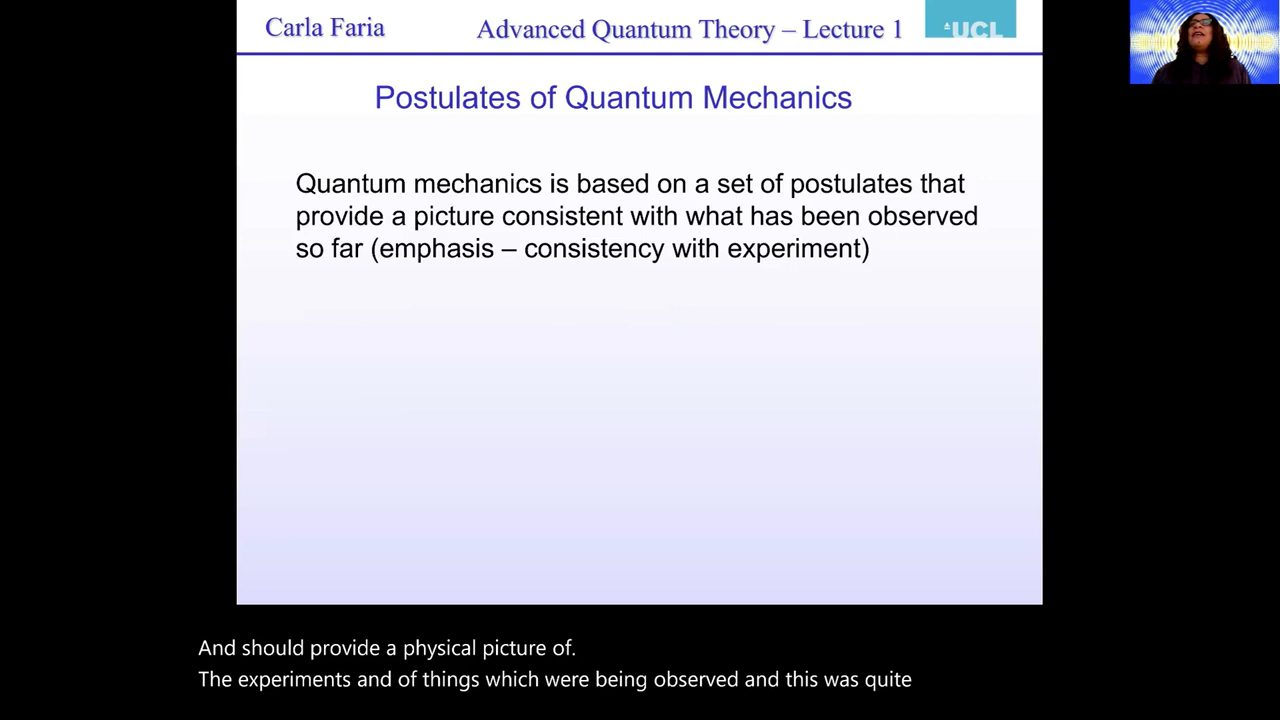 Carla Faria
Advanced Quantum Theory – Lecture 1
UCL
Postulates of Quantum Mechanics
Quantum mechanics is based on a set of postulates that
provide a picture consistent with what has been observed
so far (emphasis – consistency with experiment)
And should provide a physical picture of.
The experiments and of things which were being observed and this was quite